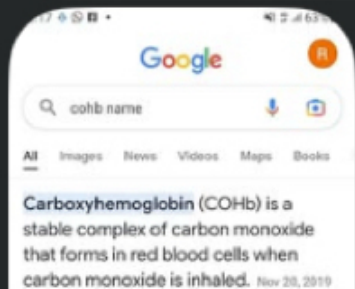 Google
R
cohb name
All Images News Videos Maps Books
Carboxyhemoglobin (COHb) is a
stable complex of carbon monoxide
that forms in red blood cells when
carbon monoxide is inhaled. Nov 20, 2019